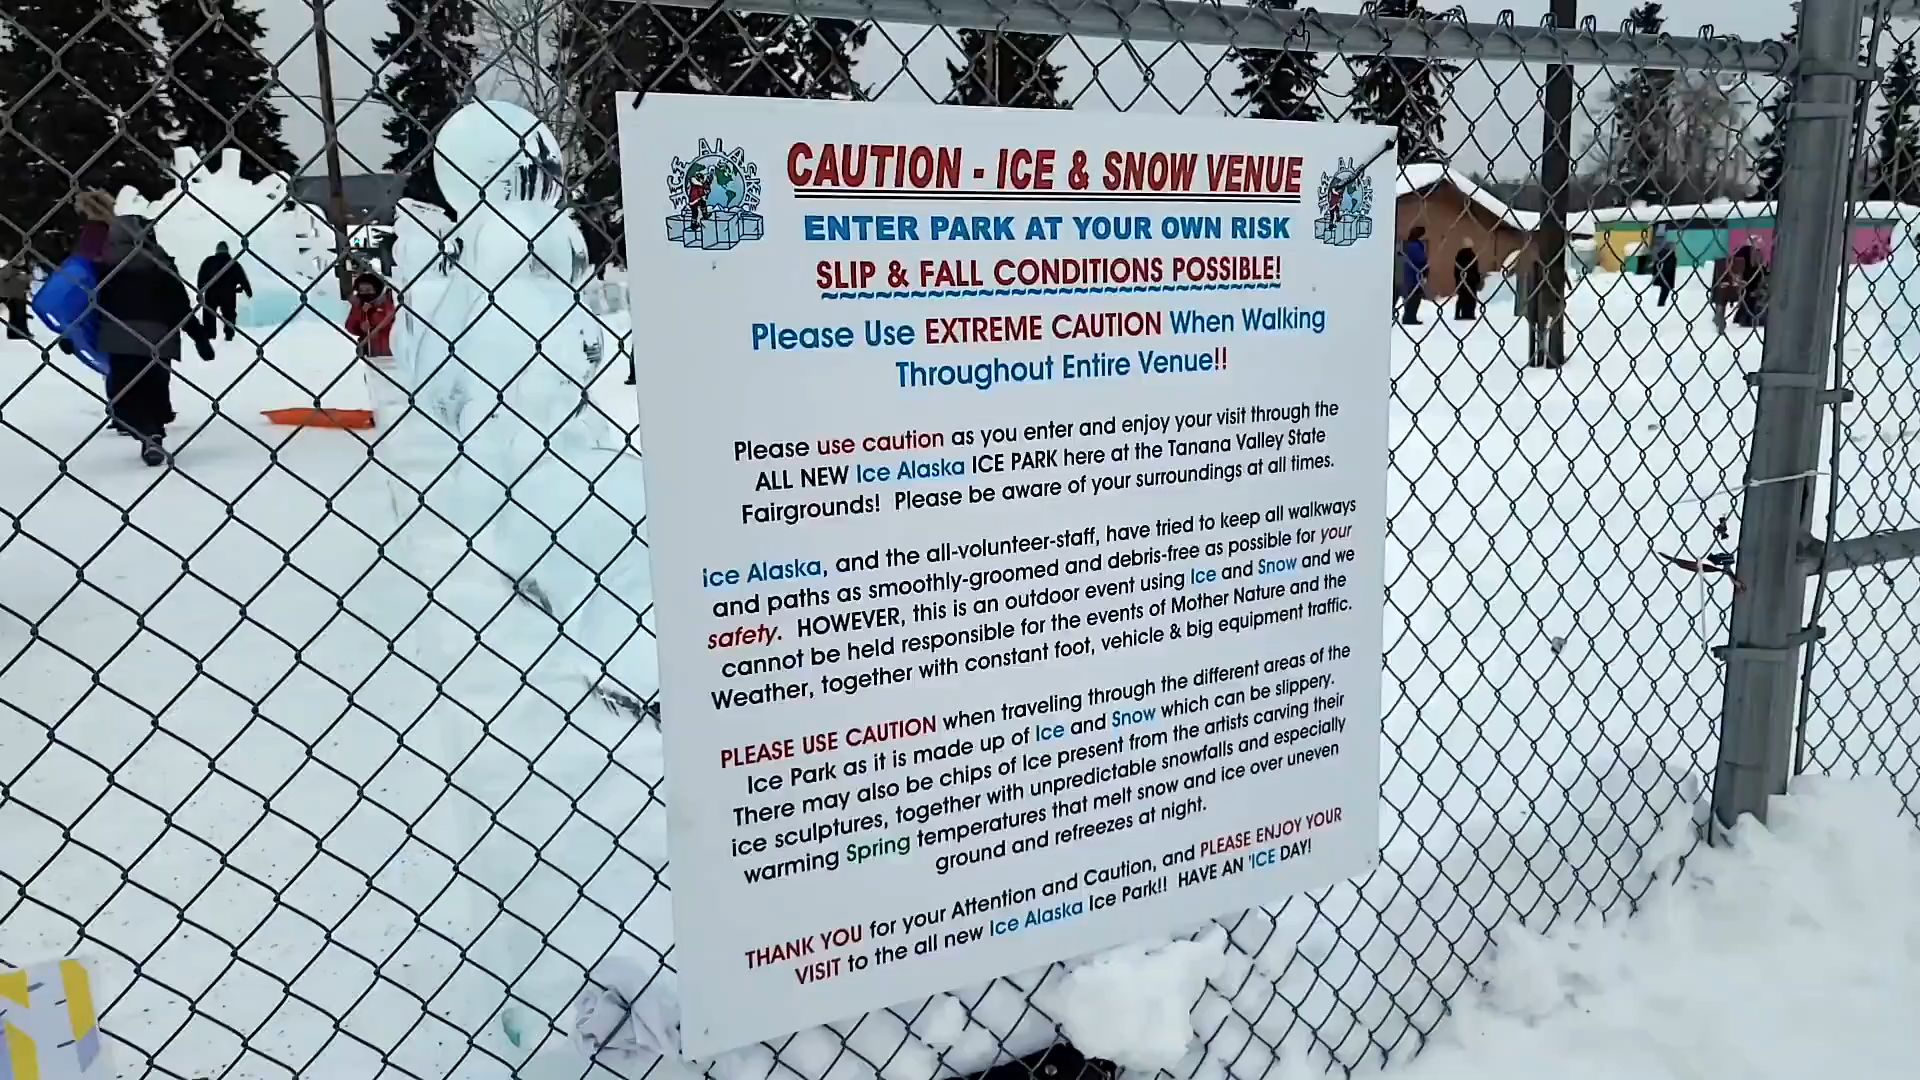 CAUTION - ICE & SNOW VENUE
ENTER PARK AT YOUR OWN RISK
SLIP & FALL CONDITIONS POSSIBLE!
Please Use EXTREME CAUTION When Walking
Throughout Entire Venue!!
Please use caution as you enter and enjoy your visit through the
ALL NEW Ice Alaska ICE PARK here at the Tanana Valley State
Fairgrounds! Please be aware of your surroundings at all times.
Ice Alaska, and the all-volunteer-staff, have tried to keep all walkways
and paths as smoothly-groomed and debris-free as possible for your
safety. HOWEVER, this is an outdoor event using Ice and Snow and we
cannot be held responsible for the events of Mother Nature and the
Weather, together with constant foot, vehicle & big equipment traffic.
PLEASE USE CAUTION when traveling through the different areas of the
Ice Park as it is made up of Ice and Snow which can be slippery.
There may also be chips of Ice present from the artists carving their
ice sculptures, together with unpredictable snowfalls and especially
warming Spring temperatures that melt snow and ice over uneven
ground and refreezes at night.
THANK YOU for your Attention and Caution, and PLEASE ENJOY YOUR
VISIT to the all new Ice Alaska Ice Park!! HAVE AN 'ICE DAY!